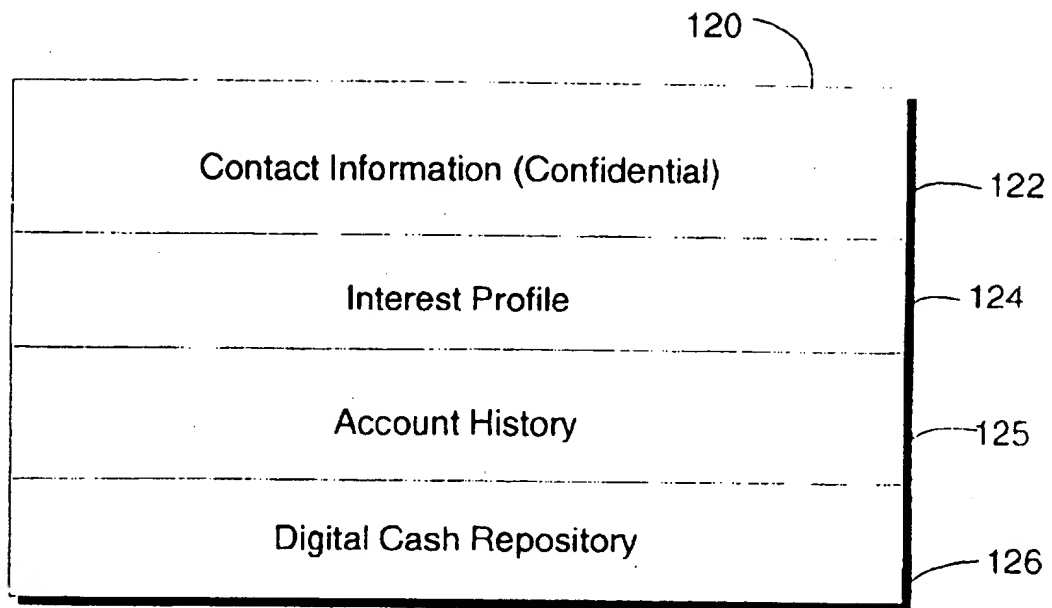 120
Contact Information (Confidential)
122
Interest Profile
124
Account History
125
Digital Cash Repository
126